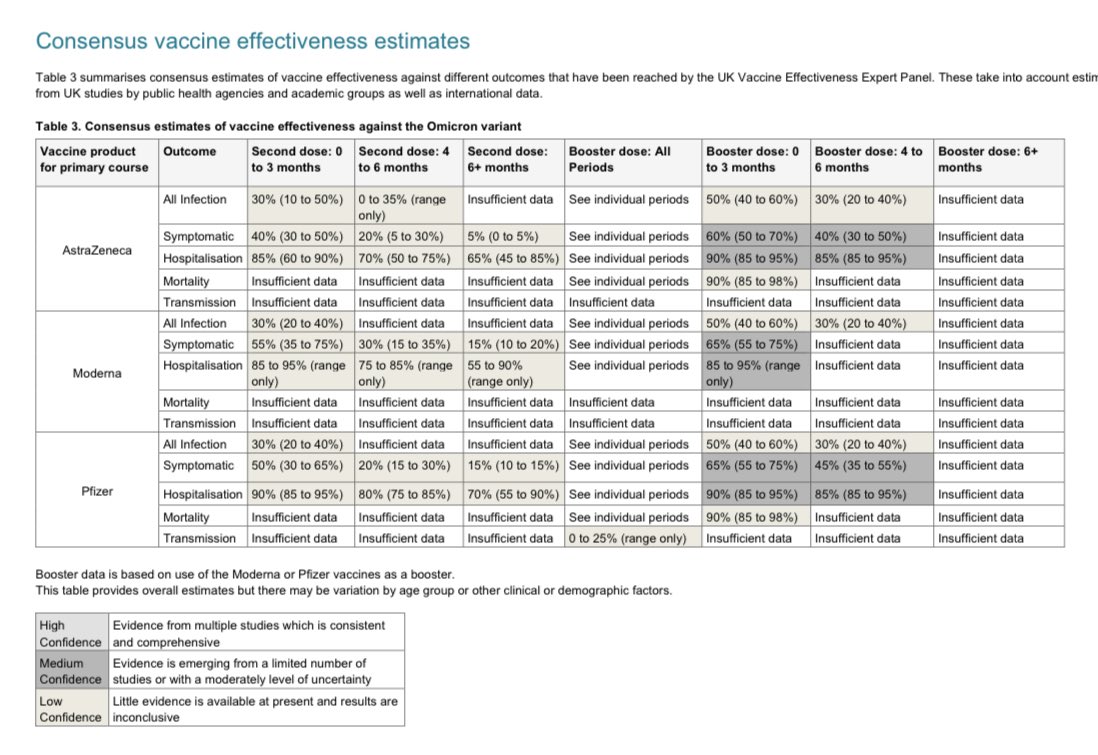 Consensus vaccine effectiveness estimates
Table 3 summarises consensus estimates of vaccine effectiveness against different outcomes that have been reached by the UK Vaccine Effectiveness Expert Panel. These take into account estim
from UK studies by public health agencies and academic groups as well as international data.
Table 3. Consensus estimates of vaccine effectiveness against the Omicron variant
Vaccine product for primary course Outcome Second dose: 0 to 3 months Second dose: 4 to 6 months Second dose: 6+ months Booster dose: All Periods Booster dose: 0 to 3 months Booster dose: 4 to 6 months Booster dose: 6+ months
AstraZeneca
All Infection 30% (10 to 50%) 0 to 35% (range only) Insufficient data See individual periods 50% (40 to 60%) 30% (20 to 40%) Insufficient data
Symptomatic 40% (30 to 50%) 20% (5 to 30%) 5% (0 to 5%) See individual periods 60% (50 to 70%) 40% (30 to 50%) Insufficient data
Hospitalisation 85% (60 to 90%) 70% (50 to 75%) 65% (45 to 85%) See individual periods 90% (85 to 95%) 85% (85 to 95%) Insufficient data
Mortality Insufficient data Insufficient data Insufficient data See individual periods 90% (85 to 98%) Insufficient data Insufficient data
Transmission Insufficient data Insufficient data Insufficient data Insufficient data Insufficient data Insufficient data Insufficient data
Moderna
All Infection 30% (20 to 40%) Insufficient data Insufficient data See individual periods 50% (40 to 60%) 30% (20 to 40%) Insufficient data
Symptomatic 55% (35 to 75%) 30% (15 to 35%) 15% (10 to 20%) See individual periods 65% (55 to 75%) Insufficient data Insufficient data
Hospitalisation 85 to 95% (range only) 75 to 85% (range only) 55 to 90% (range only) See individual periods 85 to 95% (range only) Insufficient data Insufficient data
Mortality Insufficient data Insufficient data Insufficient data Insufficient data Insufficient data Insufficient data Insufficient data
Transmission Insufficient data Insufficient data Insufficient data Insufficient data Insufficient data Insufficient data Insufficient data
Pfizer
All Infection 30% (20 to 40%) Insufficient data Insufficient data See individual periods 50% (40 to 60%) 30% (20 to 40%) Insufficient data
Symptomatic 50% (30 to 65%) 20% (15 to 30%) 15% (10 to 15%) See individual periods 65% (55 to 75%) 45% (35 to 55%) Insufficient data
Hospitalisation 90% (85 to 95%) 80% (75 to 85%) 70% (55 to 90%) See individual periods 90% (85 to 95%) 85% (85 to 95%) Insufficient data
Mortality Insufficient data Insufficient data Insufficient data See individual periods 90% (85 to 98%) Insufficient data Insufficient data
Transmission Insufficient data Insufficient data Insufficient data 0 to 25% (range only) Insufficient data Insufficient data Insufficient data
Booster data is based on use of the Moderna or Pfizer vaccines as a booster.
This table provides overall estimates but there may be variation by age group or other clinical or demographic factors.
High Confidence Evidence from multiple studies which is consistent and comprehensive
Medium Confidence Evidence is emerging from a limited number of studies or with a moderately level of uncertainty
Low Confidence Little evidence is available at present and results are inconclusive